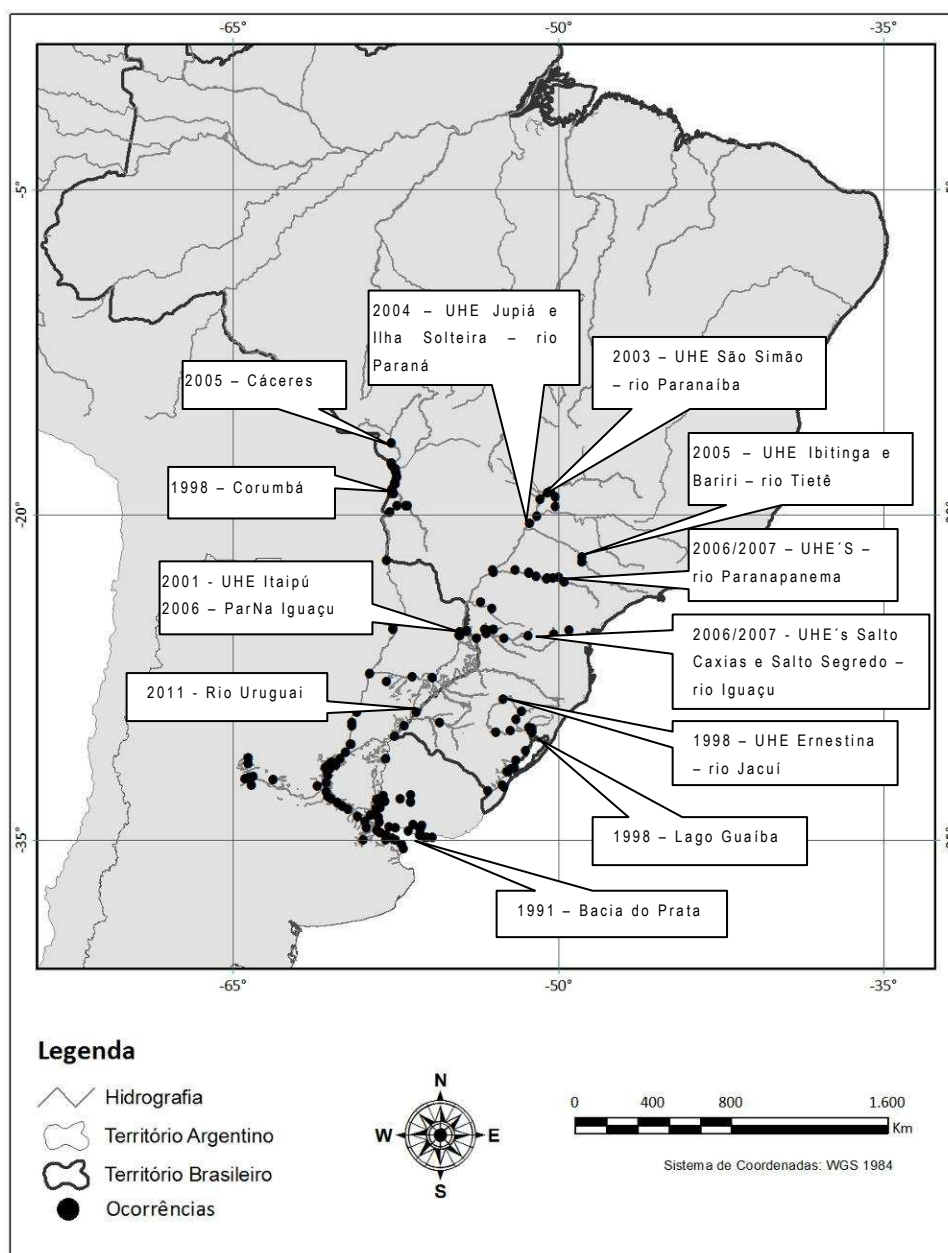 -65°
-50°
-35°
-5°
5°
2004 – UHE Jupiá e
Ilha Solteira – rio
Paraná
2003 – UHE São Simão
– rio Paranaíba
2005 – Cáceres
2005 – UHE Ibitinga e
Bariri – rio Tietê
1998 – Corumbá
-20°
20°
2006/2007 – UHE´S –
rio Paranapanema
2001 - UHE Itaipú
2006 – ParNa Iguaçu
2006/2007 - UHE´s Salto
Caxias e Salto Segredo –
rio Iguaçu
2011 - Rio Uruguai
1998 – UHE Ernestina
– rio Jacuí
1998 – Lago Guaíba
-35°
35°
1991 – Bacia do Prata
-65°
-50°
-35°
Legenda
Hidrografia
Território Argentino
Território Brasileiro
Ocorrências
N
W
E
S
0 400 800 1.600
Km
Sistema de Coordenadas: WGS 1984